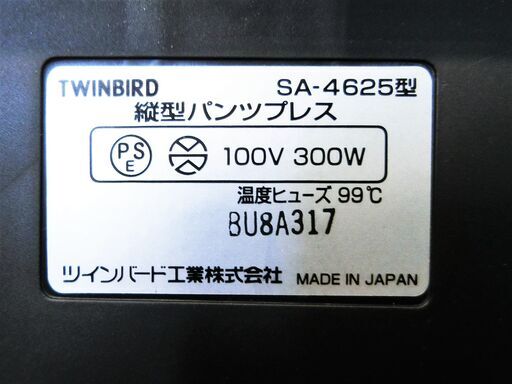 TWINBIRD SA-4625型
縦型パンツプレス
PSE 100V 300W
温度ヒューズ 99℃
BU8A317
ツインバード工業株式会社 MADE IN JAPAN